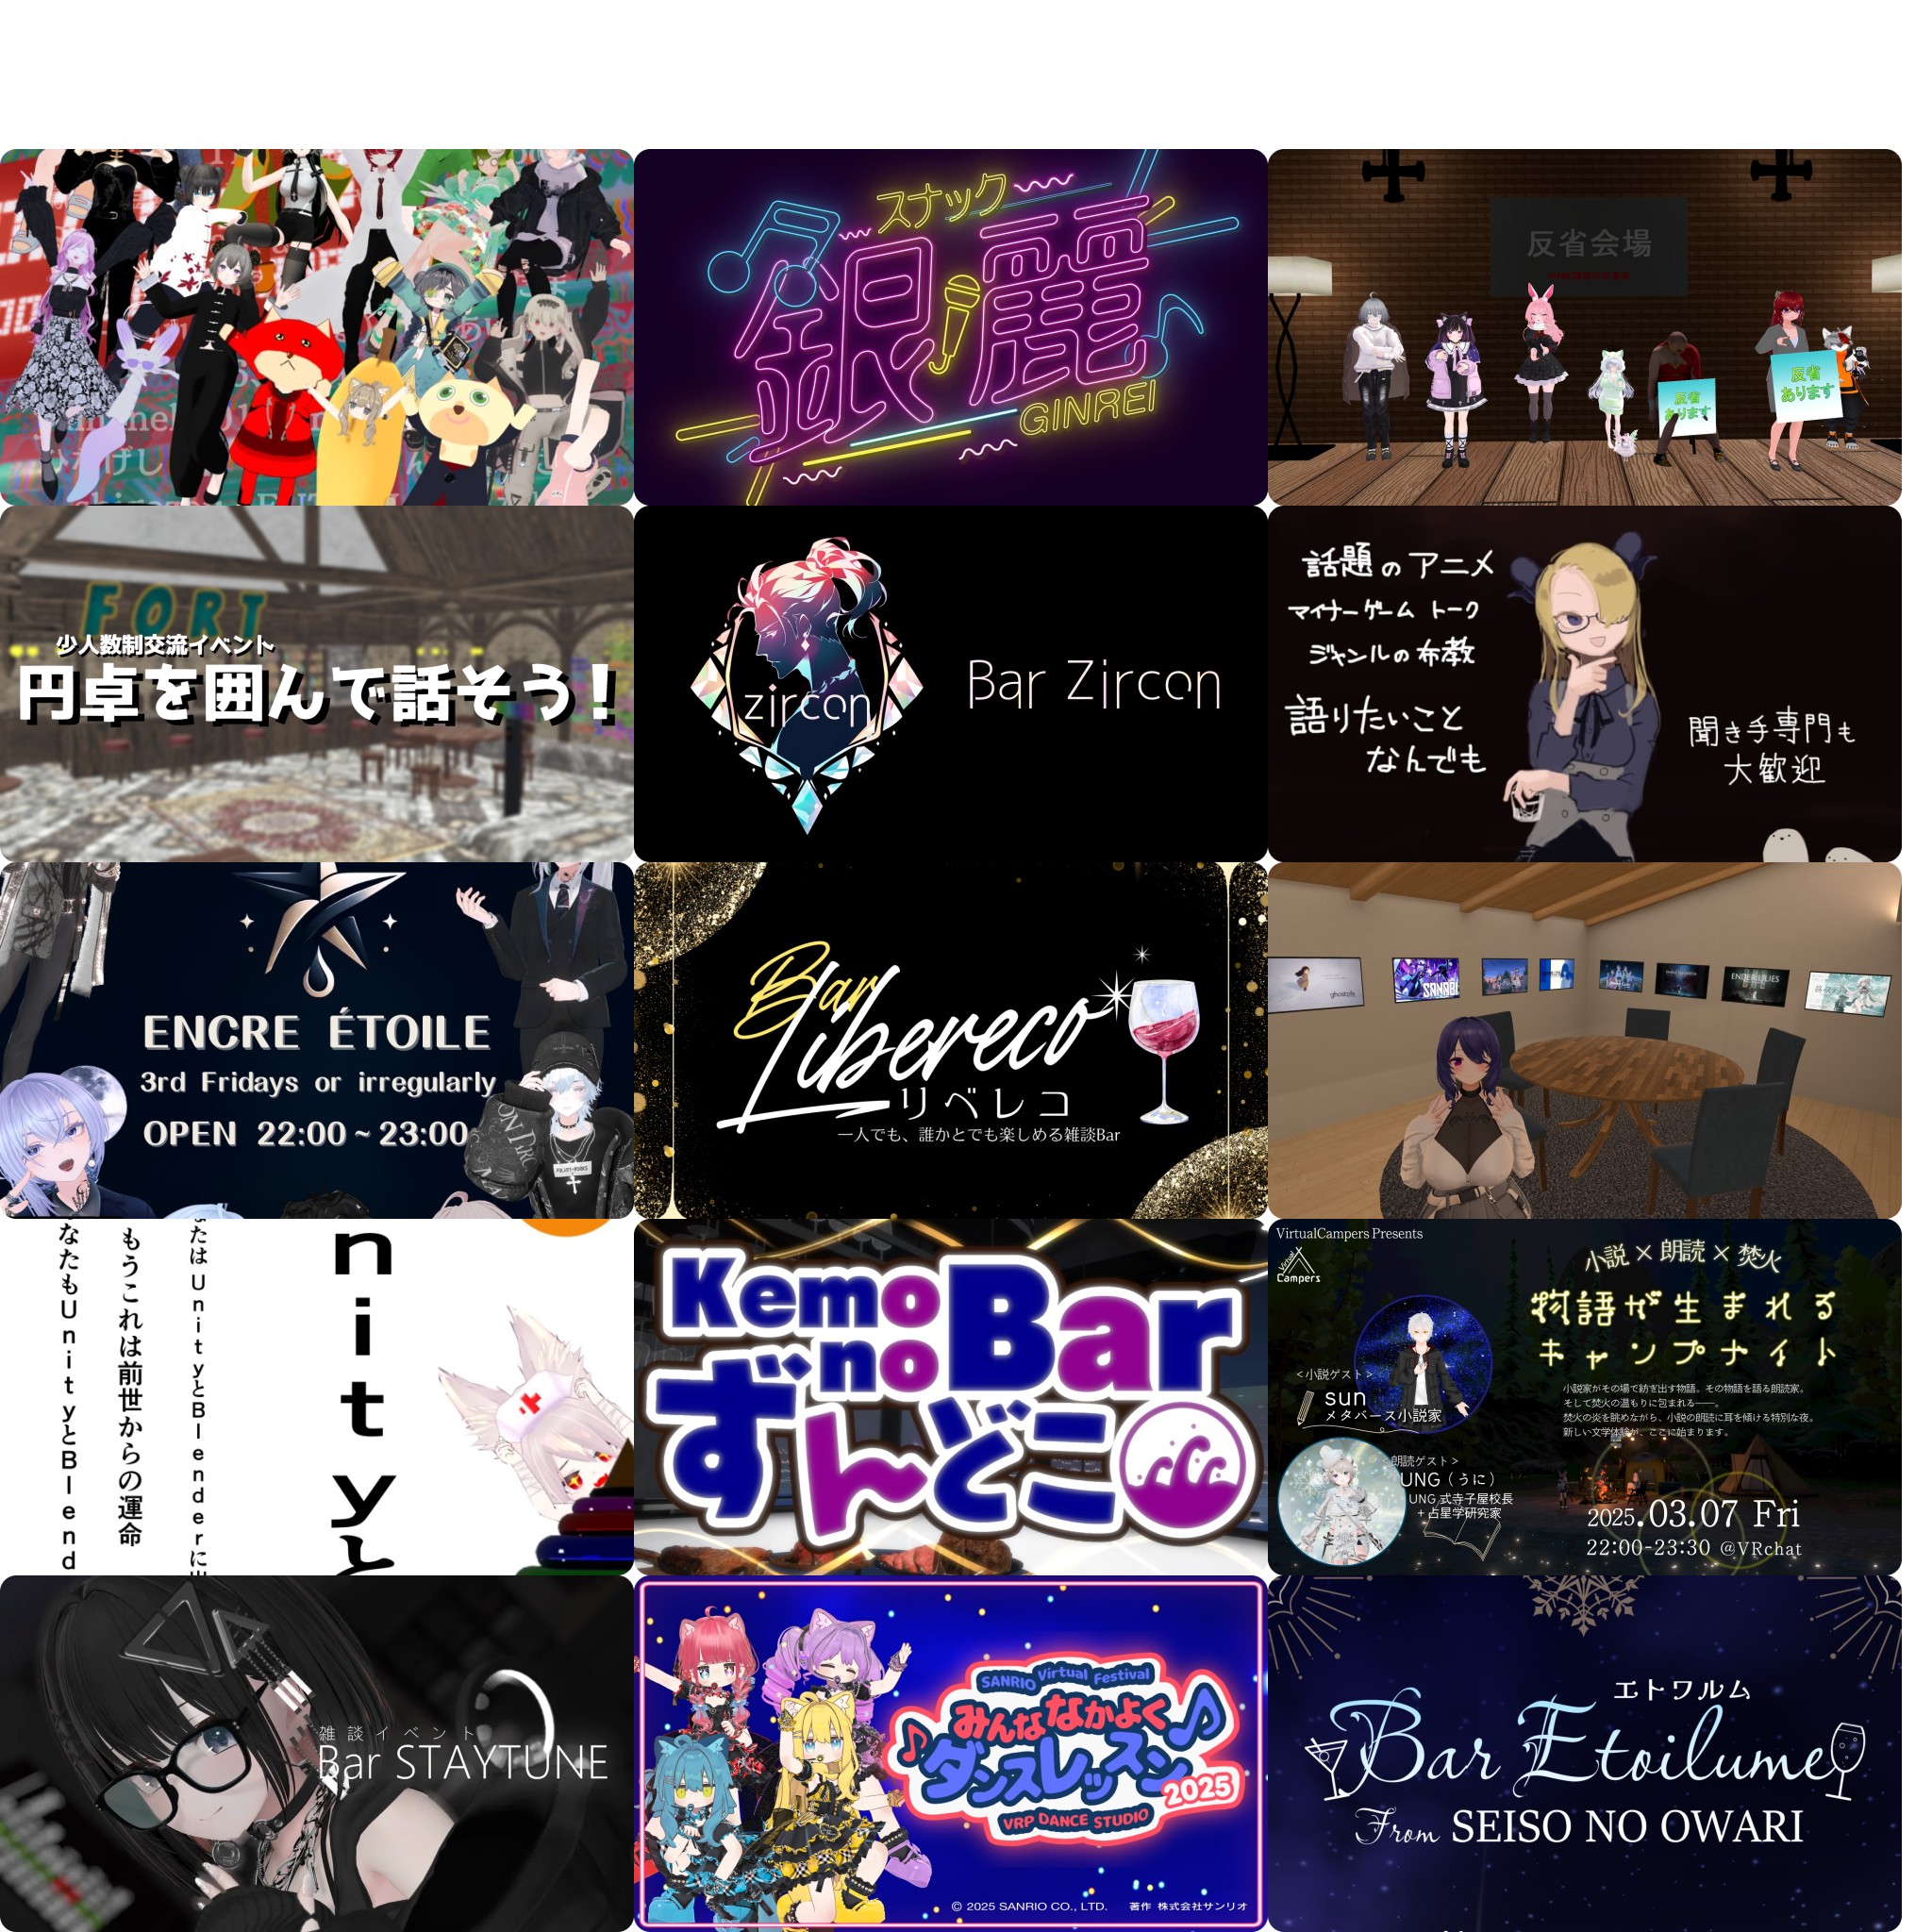 スナック
銀麗
GINREI
反省会場
反省
あります
反省
あります
FORT
少人数制交流イベント
円卓を囲んで話そう！
zircon
Bar Zircon
話題のアニメ
マイナーゲームトーク
ジャンルの布教
語りたいこと
なんでも
聞き手専門も
大歓迎
ENCRE ÉTOILE
3rd Fridays or irregularly
OPEN 22:00~23:00
Bar
Libereco
リベレコ
一人でも、誰かとでも楽しめる雑談Bar
SANABI
nityと
たは UnityとBlenderに
もうこれは前世からの運命
なたもUnityとBlend
Kemo
no Bar
ずんどこ
VirtualCampers Presents
Virtual
Campers
小説×朗読×焚火
物語が生まれる
キャンプナイト
<小説ゲスト>
sun
メタバース小説家
小説家がその場で紡ぎ出す物語。その物語を語る朗読家。
そして焚火の温もりに包まれる――。
焚火の炎を眺めながら、小説の朗読に耳を傾ける特別な夜。
新しい文学体験が、ここに始まります。
<朗読ゲスト>
UNG（うに）
UNG 式寺子屋校長
+占星学研究家
2025.03.07 Fri
22:00-23:30 @VRchat
雑談イベント
Bar STAYTUNE
SANRIO Virtual Festival
みんななかよく
ダンスレッスン
2025
VRP DANCE STUDIO
© 2025 SANRIO CO., LTD. 著作 株式会社サンリオ
エトワルム
Bar Etoilume
From SEISO NO OWARI